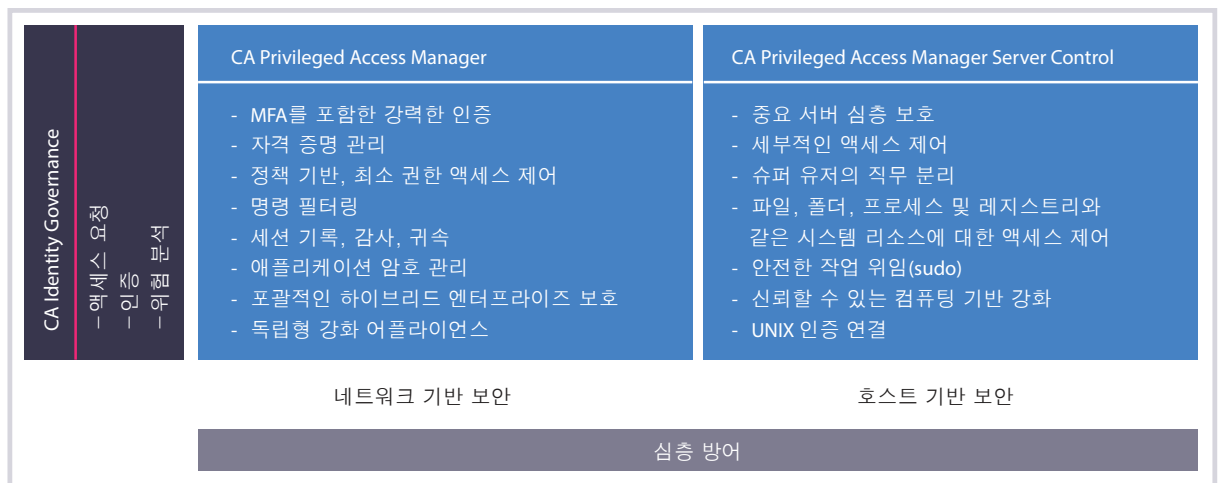 CA Identity Governance
– 액세스 요청
– 인증
– 위험 분석
CA Privileged Access Manager
- MFA를 포함한 강력한 인증
- 자격 증명 관리
- 정책 기반, 최소 권한 액세스 제어
- 명령 필터링
- 세션 기록, 감사, 귀속
- 애플리케이션 암호 관리
- 포괄적인 하이브리드 엔터프라이즈 보호
- 독립형 강화 어플라이언스
네트워크 기반 보안
CA Privileged Access Manager Server Control
- 중요 서버 심층 보호
- 세부적인 액세스 제어
- 슈퍼 유저의 직무 분리
- 파일, 폴더, 프로세스 및 레지스트리와
같은 시스템 리소스에 대한 액세스 제어
- 안전한 작업 위임(sudo)
- 신뢰할 수 있는 컴퓨팅 기반 강화
- UNIX 인증 연결
호스트 기반 보안
심층 방어